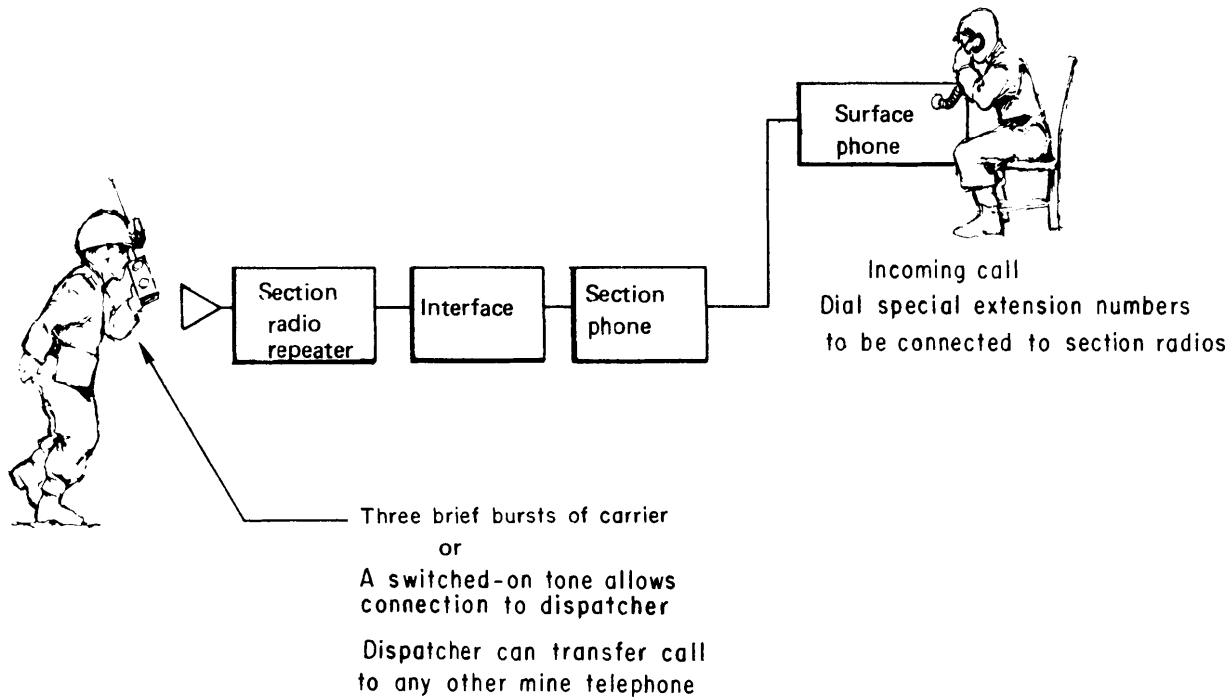 Surface
phone
Section
radio
repeater
Interface
Section
phone
Incoming call
Dial special extension numbers
to be connected to section radios
Three brief bursts of carrier
or
A switched-on tone allows
connection to dispatcher
Dispatcher can transfer call
to any other mine telephone